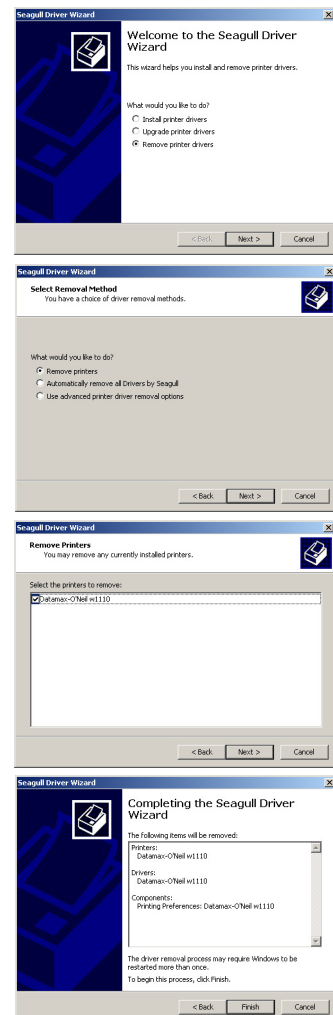 Seagull Driver Wizard
Welcome to the Seagull Driver
Wizard
This wizard helps you install and remove printer drivers.
What would you like to do?
Install printer drivers
Upgrade printer drivers
Remove printer drivers
< Back
Next >
Cancel
Seagull Driver Wizard
Select Removal Method
You have a choice of driver removal methods.
What would you like to do?
Remove printers
Automatically remove all Drivers by Seagull
Use advanced printer driver removal options
< Back
Next >
Cancel
Seagull Driver Wizard
Remove Printers
You may remove any currently installed printers.
Select the printers to remove:
Datamax-O'Neil w1110
< Back
Next >
Cancel
Seagull Driver Wizard
Completing the Seagull Driver
Wizard
The following items will be removed:
Printers:
Datamax-O'Neil w1110
Drivers:
Datamax-O'Neil w1110
Components:
Printing Preferences: Datamax-O'Neil w1110
The driver removal process may require Windows to be
restarted more than once.
To begin this process, click Finish.
< Back
Finish
Cancel